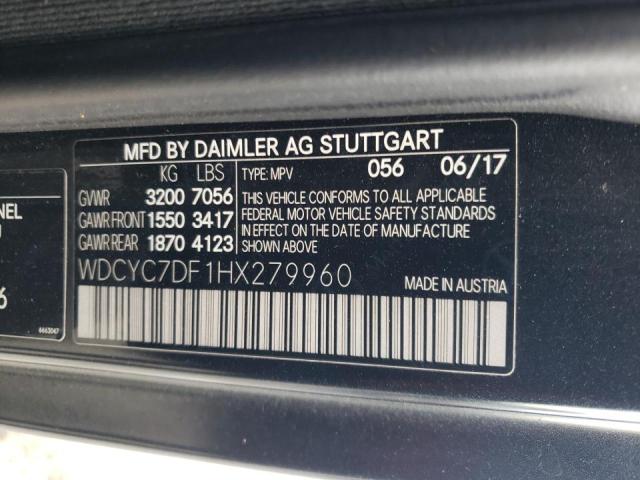 MFD BY DAIMLER AG STUTTGART
KG LBS
GVWR 3200 7056
GAWR FRONT 1550 3417
GAWR REAR 1870 4123
TYPE: MPV 056 06/17
THIS VEHICLE CONFORMS TO ALL APPLICABLE
FEDERAL MOTOR VEHICLE SAFETY STANDARDS
IN EFFECT ON THE DATE OF MANUFACTURE
SHOWN ABOVE
WDCYC7DF1HX279960
MADE IN AUSTRIA
NEL
6
6663047